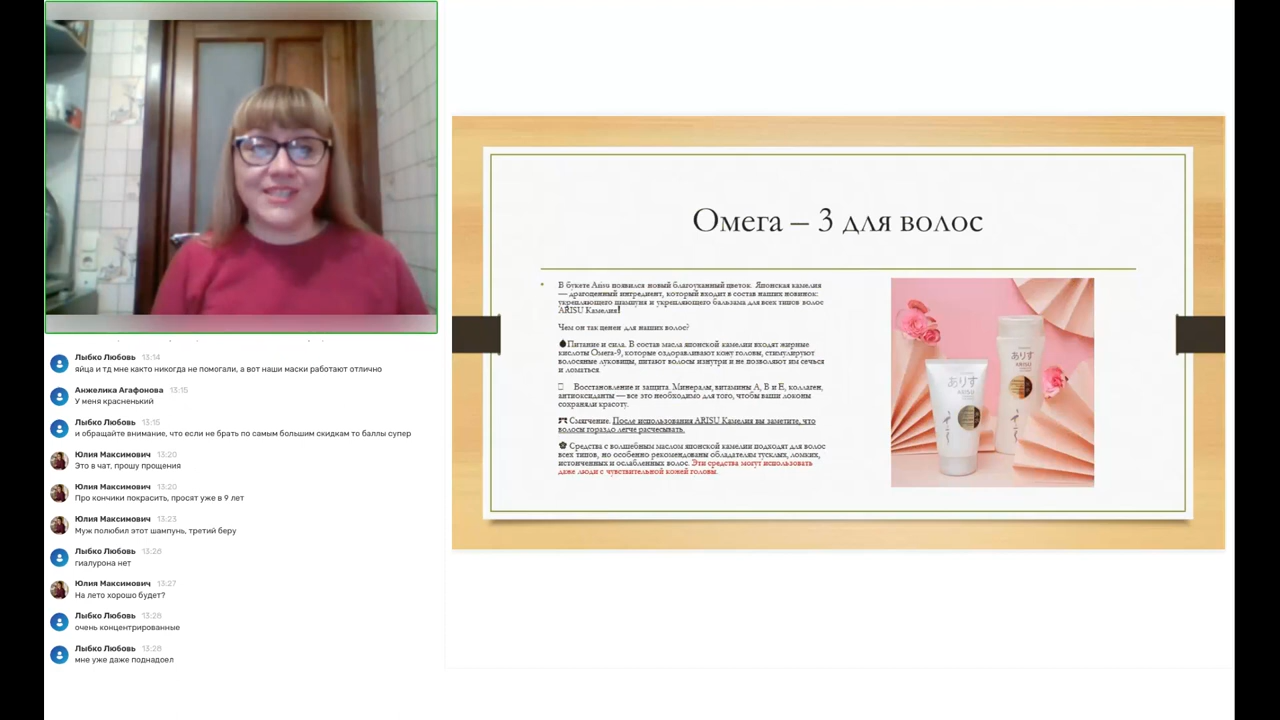 Лыбко Любовь 13:14
яйца и тд мне както никогда не помогали, а вот наши маски работают отлично
Анжелика Агафонова 13:15
У меня красненький
Лыбко Любовь 13:15
и обращайте внимание, что если не брать по самым большим скидкам то баллы супер
Юлия Максимович 13:20
Это в чат, прошу прощения
Юлия Максимович 13:20
Про кончики покрасить, просят уже в 9 лет
Юлия Максимович 13:23
Муж полюбил этот шампунь, третий беру
Лыбко Любовь 13:26
гиалурона нет
Юлия Максимович 13:27
На лето хорошо будет?
Лыбко Любовь 13:28
очень концентрированные
Лыбко Любовь 13:28
мне уже даже поднадоел
Омега – 3 для волос
В букете Arisu появился новый благоуханный цветок. Японская камелия
— драгоценный ингредиент, который входит в состав наших новинок:
укрепляющего шампуня и укрепляющего бальзама для всех типов волос
ARISU Камелия!
Чем он так ценен для наших волос?
Питание и сила. В состав масла японской камелии входят жирные
кислоты Омега-9, которые оздоравливают кожу головы, стимулируют
волосяные луковицы, питают волосы изнутри и не позволяют им сечься
и ломаться.
Восстановление и защита. Минералы, витамины А, В и Е, коллаген,
антиоксиданты — все это необходимо для того, чтобы ваши локоны
сохраняли красоту.
Смягчение. После использования ARISU Камелия вы заметите, что
волосы гораздо легче расчесывать.
Средства с волшебным маслом японской камелии подходят для волос
всех типов, но особенно рекомендованы обладателям тусклых, ломких,
истонченных и ослабленных волос. Эти средства могут использовать
даже люди с чувствительной кожей головы.
ありす
ARISU
ありす
ARISU